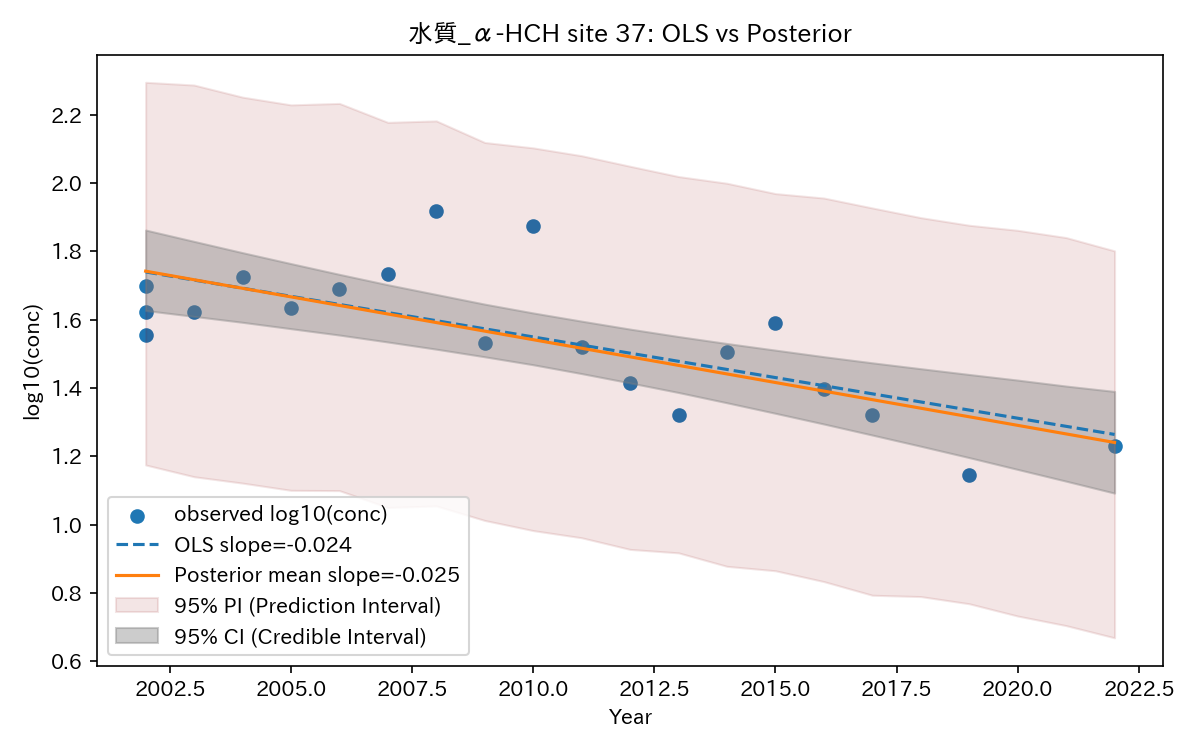 水質_α-HCH site 37: OLS vs Posterior
log10(conc)
2.2
2.0
1.8
1.6
1.4
1.2
1.0
0.8
0.6
observed log10(conc)
OLS slope=-0.024
Posterior mean slope=-0.025
95% PI (Prediction Interval)
95% CI (Credible Interval)
2002.5 2005.0 2007.5 2010.0 2012.5 2015.0 2017.5 2020.0 2022.5
Year